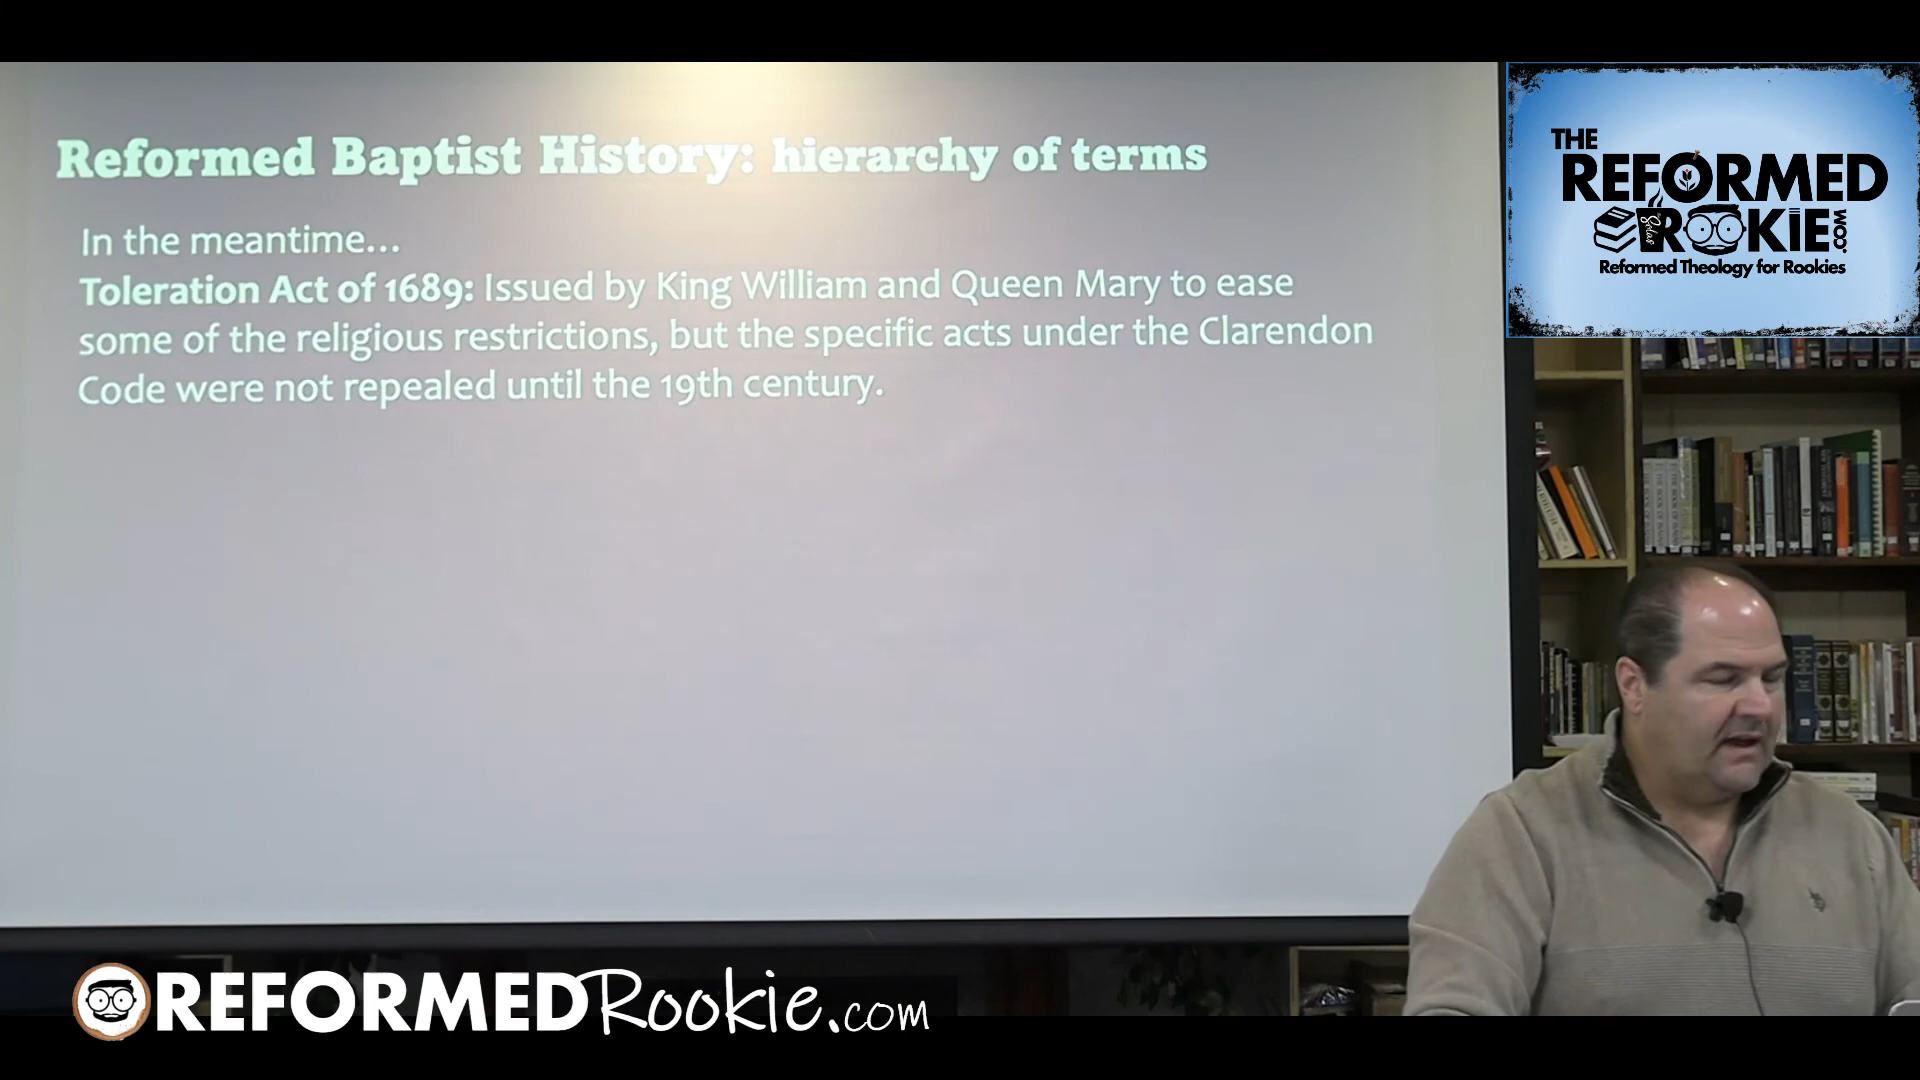 Reformed Baptist History: hierarchy of terms
In the meantime...
Toleration Act of 1689: Issued by King William and Queen Mary to ease
some of the religious restrictions, but the specific acts under the Clarendon
Code were not repealed until the 19th century.
THE
REFORMED
ROOKIE.COM
Solas
Reformed Theology for Rookies
REFORMEDRookie.com